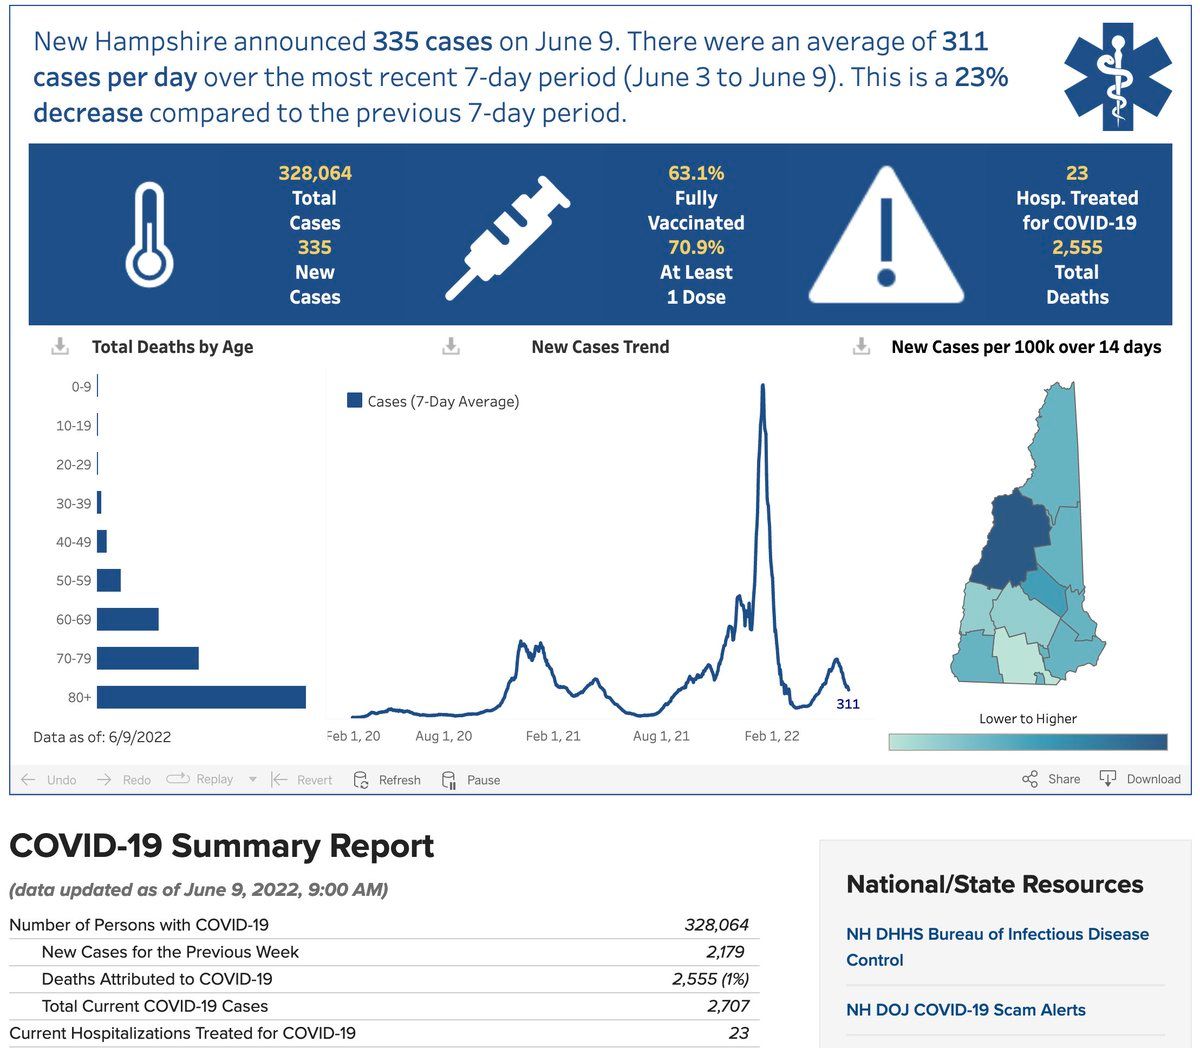 New Hampshire announced 335 cases on June 9. There were an average of 311
cases per day over the most recent 7-day period (June 3 to June 9). This is a 23%
decrease compared to the previous 7-day period.
328,064
Total
Cases
335
New
Cases
63.1%
Fully
Vaccinated
70.9%
At Least
1 Dose
23
Hosp. Treated
for COVID-19
2,555
Total
Deaths
Total Deaths by Age
0-9
10-19
20-29
30-39
40-49
50-59
60-69
70-79
80+
Data as of: 6/9/2022
New Cases Trend
Cases (7-Day Average)
311
Feb 1, 20 Aug 1, 20 Feb 1, 21 Aug 1, 21 Feb 1, 22
New Cases per 100k over 14 days
Lower to Higher
Undo Redo Replay Revert Refresh Pause Share Download
COVID-19 Summary Report
(data updated as of June 9, 2022, 9:00 AM)
Number of Persons with COVID-19 328,064
New Cases for the Previous Week 2,179
Deaths Attributed to COVID-19 2,555 (1%)
Total Current COVID-19 Cases 2,707
Current Hospitalizations Treated for COVID-19 23
National/State Resources
NH DHHS Bureau of Infectious Disease
Control
NH DOJ COVID-19 Scam Alerts